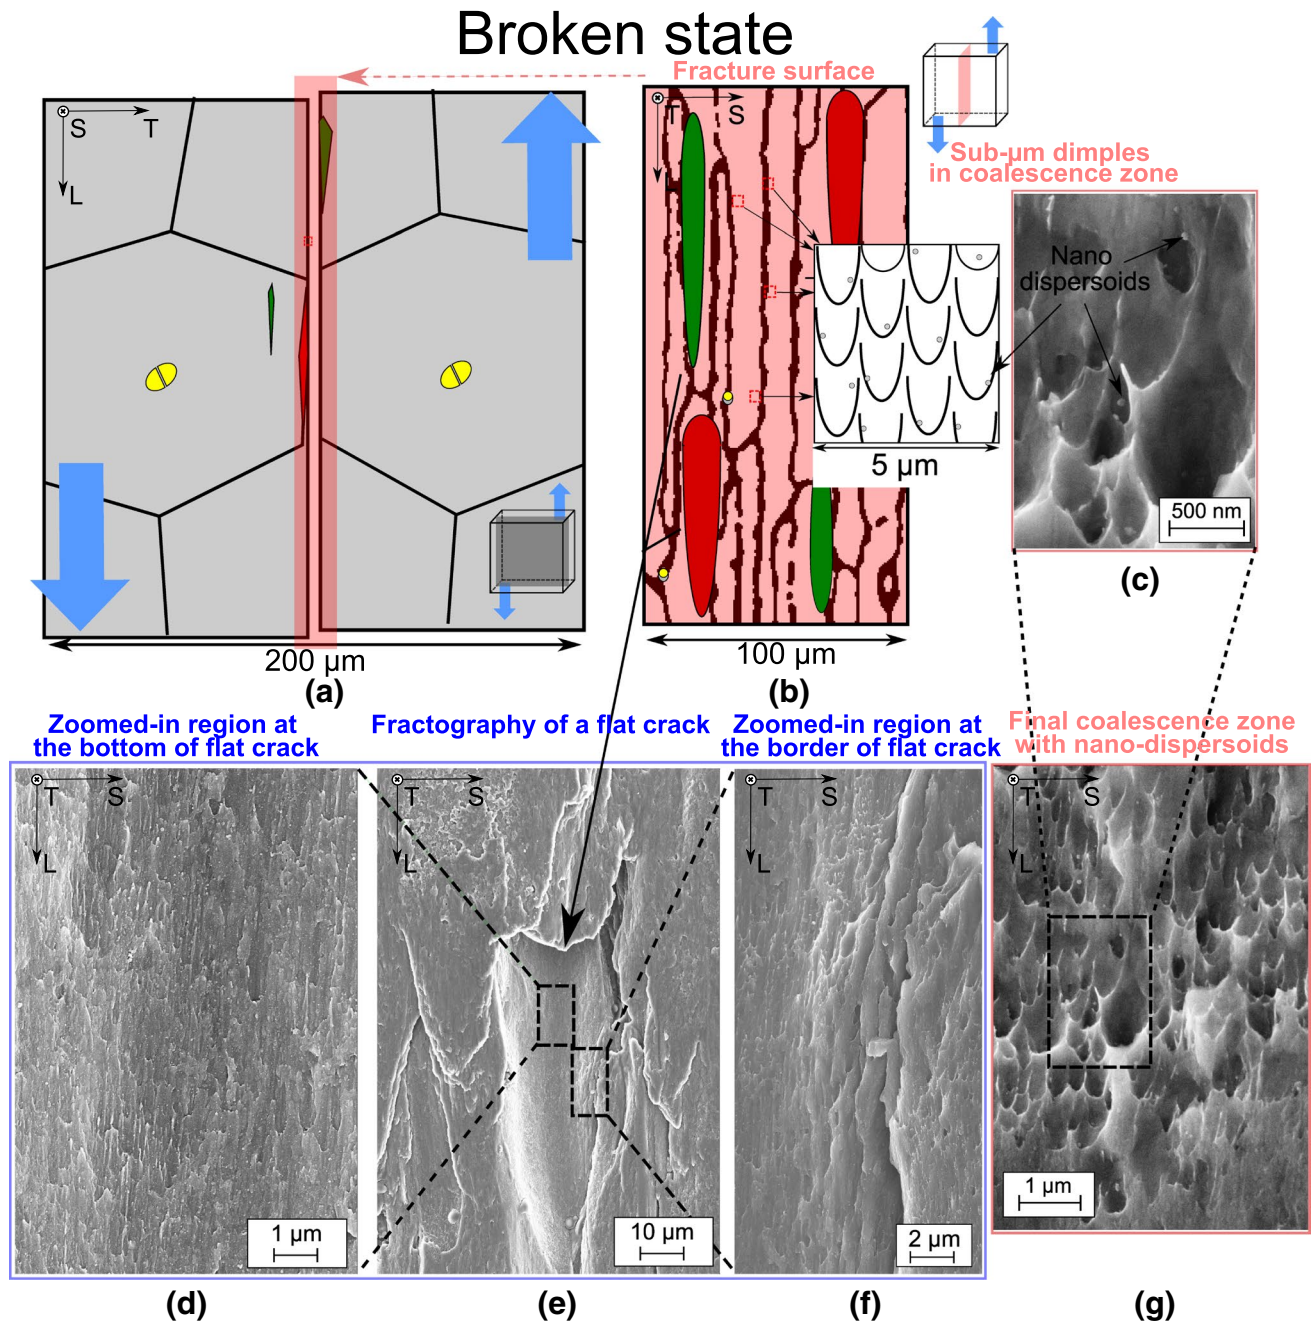 Broken state
Fracture surface
S
T
L
200 µm
(a)
T
S
L
100 µm
(b)
5 µm
Sub-µm dimples
in coalescence zone
Nano
dispersoids
500 nm
(c)
Zoomed-in region at
the bottom of flat crack
T
S
L
1 µm
(d)
Fractography of a flat crack
T
S
L
10 µm
(e)
Zoomed-in region at
the border of flat crack
T
S
L
2 µm
(f)
Final coalescence zone
with nano-dispersoids
T
S
L
1 µm
(g)